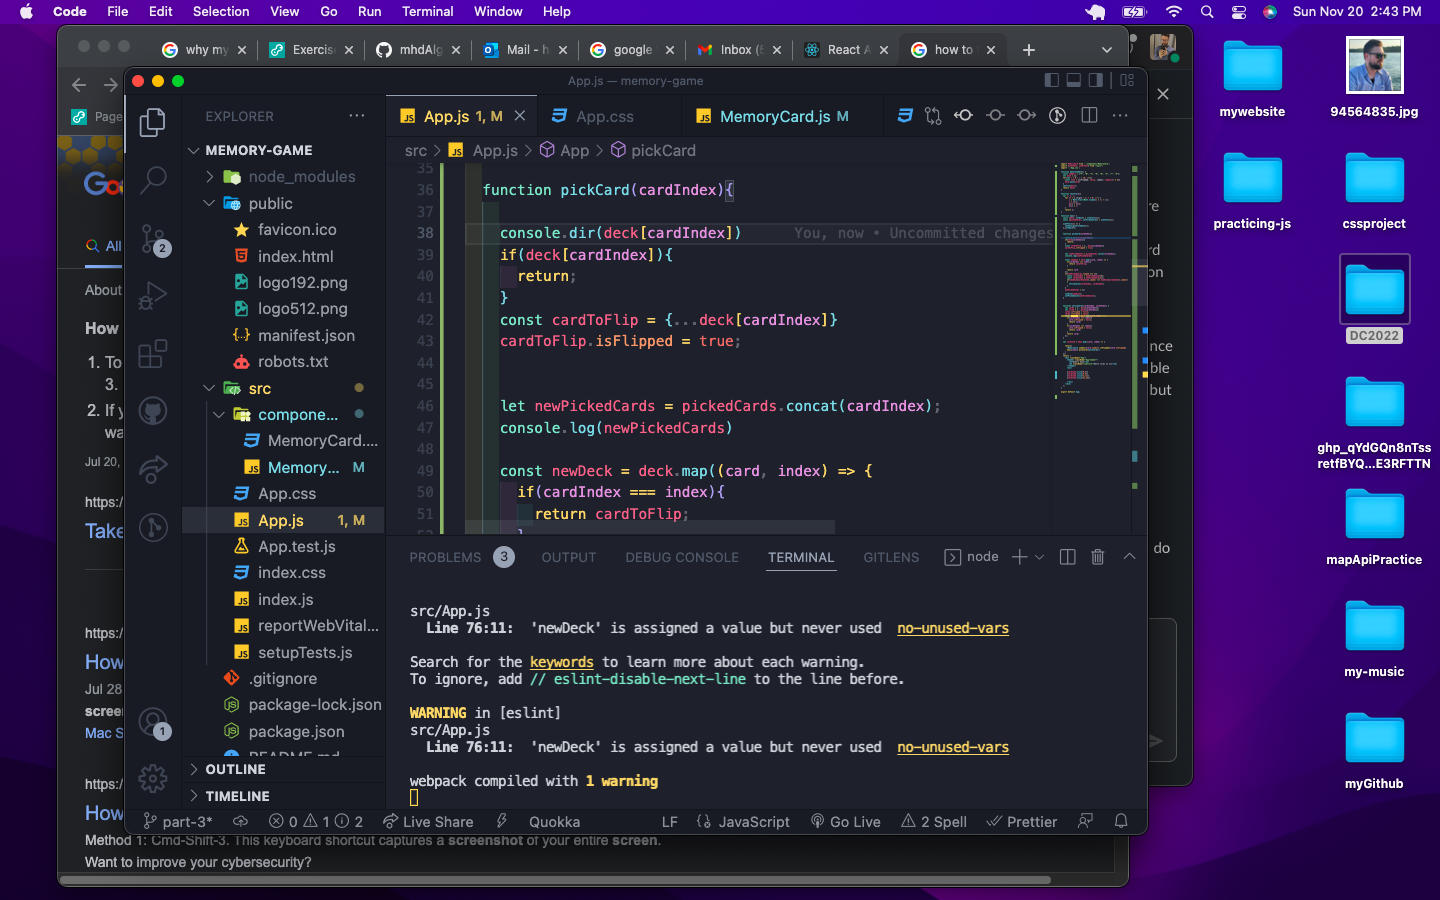 Code File Edit Selection View Go Run Terminal Window Help Sun Nov 20 2:43 PM
why my Exercis mhdAlg Mail - h google Inbox ( React A how to
App.js — memory-game
Page
EXPLORER
App.js 1, M App.css MemoryCard.js M
MEMORY-GAME
src > App.js > App > pickCard
node_modules
public
favicon.ico
index.html
logo192.png
logo512.png
manifest.json
robots.txt
src
compone...
MemoryCard....
Memory... M
App.css
App.js 1, M
App.test.js
index.css
index.js
reportWebVital...
setupTests.js
.gitignore
package-lock.json
package.json
README.md
OUTLINE
TIMELINE
2
1
35
36 function pickCard(cardIndex){
37
38 console.dir(deck[cardIndex]) You, now • Uncommitted changes
39 if(deck[cardIndex]){
40 return;
41 }
42 const cardToFlip = {...deck[cardIndex]}
43 cardToFlip.isFlipped = true;
44
45
46 let newPickedCards = pickedCards.concat(cardIndex);
47 console.log(newPickedCards)
48
49 const newDeck = deck.map((card, index) => {
50 if(cardIndex === index){
51 return cardToFlip;
}
PROBLEMS 3 OUTPUT DEBUG CONSOLE TERMINAL GITLENS node
src/App.js
Line 76:11: 'newDeck' is assigned a value but never used no-unused-vars
Search for the keywords to learn more about each warning.
To ignore, add // eslint-disable-next-line to the line before.
WARNING in [eslint]
src/App.js
Line 76:11: 'newDeck' is assigned a value but never used no-unused-vars
webpack compiled with 1 warning
part-3* 0 1 2 Live Share Quokka LF JavaScript Go Live 2 Spell Prettier
Goo
All
About
How
1. To
3.
2. If y
wa
Jul 20,
https:/
Take
https:/
How
Jul 28
scree
Mac S
https:/
How
Method 1: Cmd-Shift-3. This keyboard shortcut captures a screenshot of your entire screen.
Want to improve your cybersecurity?
re
rd
on
nce
ble
but
do
mywebsite
94564835.jpg
practicing-js
cssproject
DC2022
ghp_qYdGQn8nTss
retfBYQ...E3RFTTN
mapApiPractice
my-music
myGithub